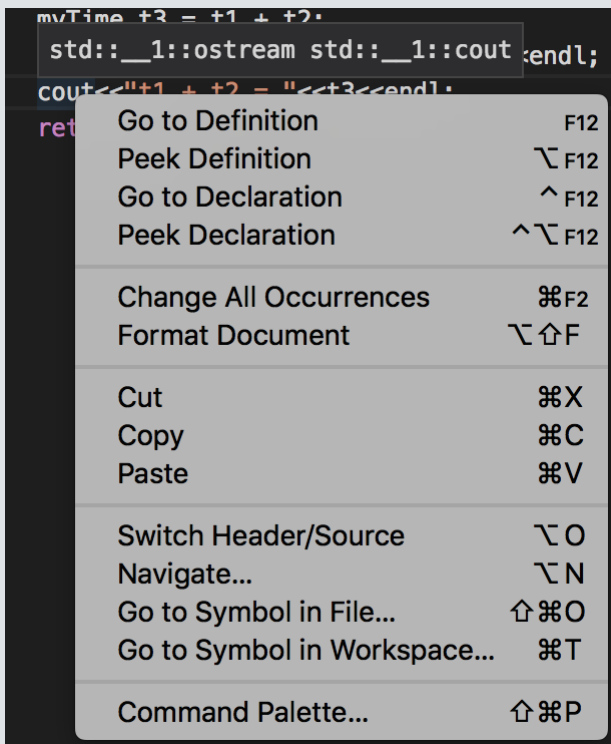 myTime t3 = t1 + t2;
std::__1::ostream std::__1::cout <endl;
cout<<"t1 + t2 = "<<t3<<endl;
ret
Go to Definition F12
Peek Definition ⌥F12
Go to Declaration ^F12
Peek Declaration ^⌥F12
Change All Occurrences ⌘F2
Format Document ⌥⇧F
Cut ⌘X
Copy ⌘C
Paste ⌘V
Switch Header/Source ⌥O
Navigate... ⌥N
Go to Symbol in File... ⇧⌘O
Go to Symbol in Workspace... ⌘T
Command Palette... ⇧⌘P